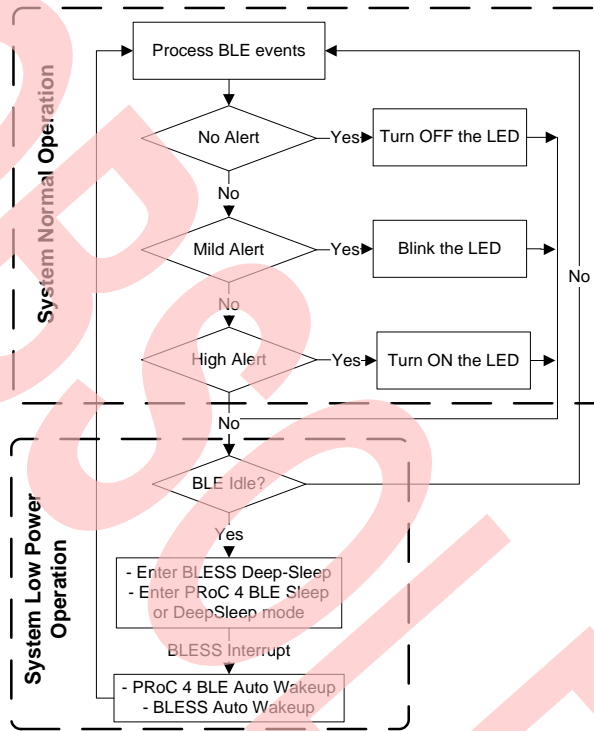 System Normal Operation
Process BLE events
No Alert
Yes
Turn OFF the LED
No
Mild Alert
Yes
Blink the LED
No
No
High Alert
Yes
Turn ON the LED
No
System Low Power
Operation
BLE Idle?
Yes
- Enter BLESS Deep-Sleep
- Enter PRoC 4 BLE Sleep
or DeepSleep mode
BLESS Interrupt
- PRoC 4 BLE Auto Wakeup
- BLESS Auto Wakeup